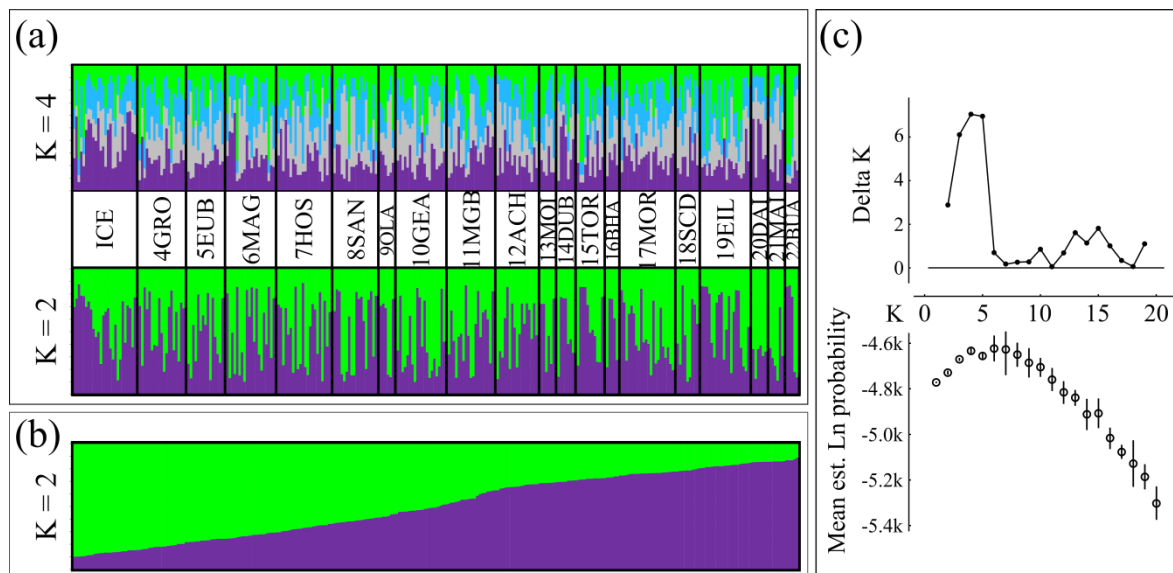 (a)
K = 4
ICE
4GRO
5EUB
6MAG
7HOS
8SAN
9OLA
10GEA
11MGB
12ACH
13MOI
14DUB
15TOR
16BHA
17MOR
18SCD
19EIL
20DAI
21MAI
22BUA
K = 2
(b)
K = 2
(c)
Delta K
6
4
2
0
K 0 5 10 15 20
Mean est. Ln probability
-4.6k
-4.8k
-5.0k
-5.2k
-5.4k